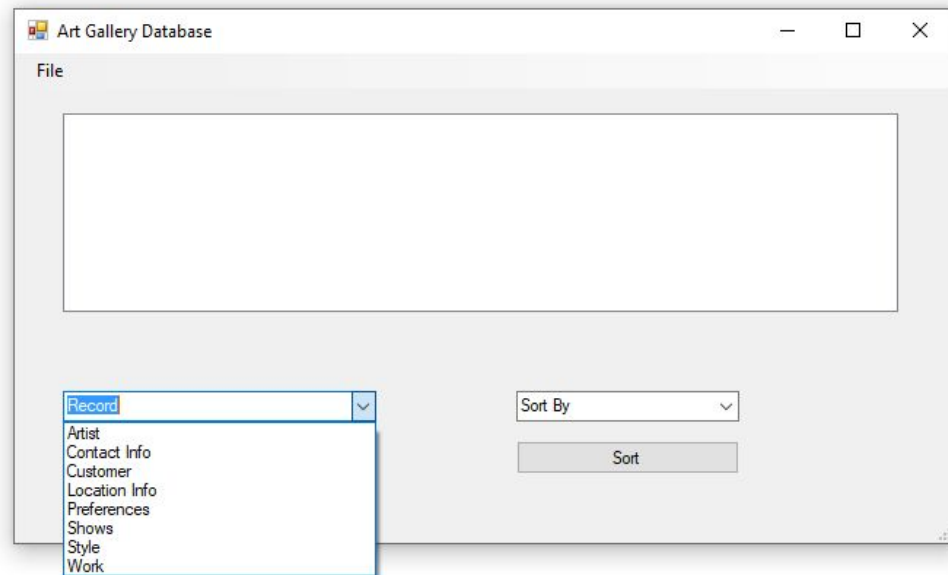 Art Gallery Database
File
Record
Sort By
Artist
Contact Info
Customer
Location Info
Preferences
Shows
Style
Work
Sort